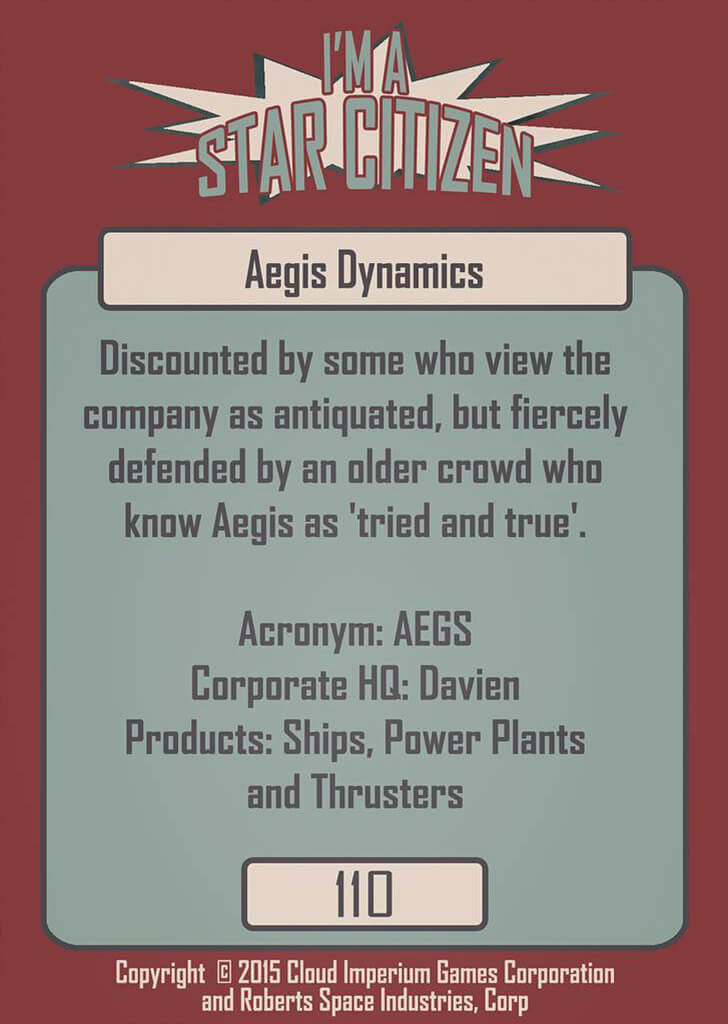 I'M A
STAR CITIZEN
Aegis Dynamics
Discounted by some who view the
company as antiquated, but fiercely
defended by an older crowd who
know Aegis as 'tried and true'.
Acronym: AEGS
Corporate HQ: Davien
Products: Ships, Power Plants
and Thrusters
110
Copyright © 2015 Cloud Imperium Games Corporation
and Roberts Space Industries, Corp